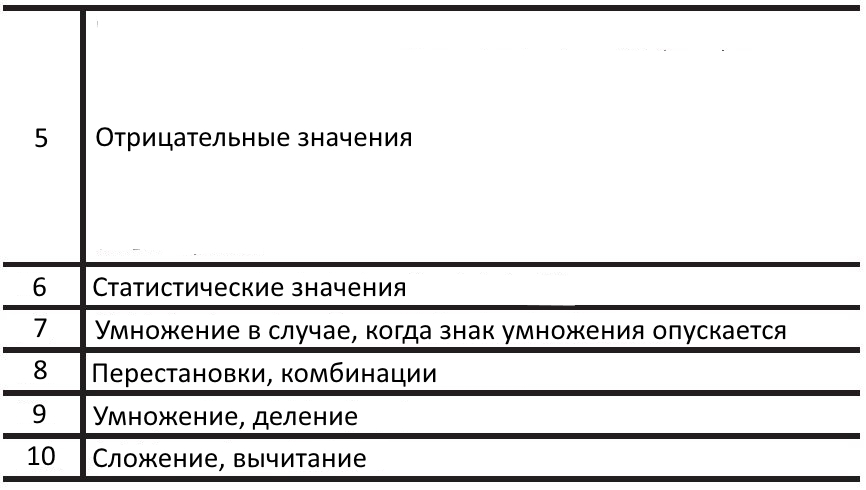 5 Отрицательные значения
6 Статистические значения
7 Умножение в случае, когда знак умножения опускается
8 Перестановки, комбинации
9 Умножение, деление
10 Сложение, вычитание